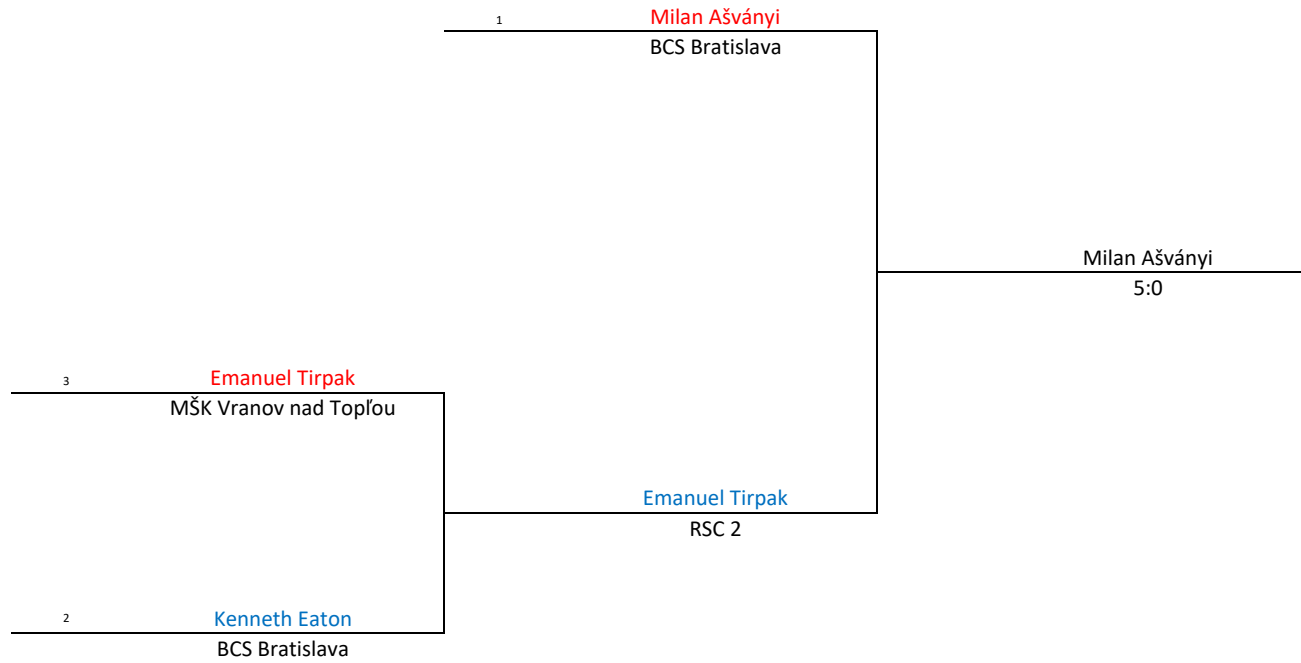 1 Milan Ašványi
BCS Bratislava
Milan Ašványi
5:0
3 Emanuel Tirpak
MŠK Vranov nad Topľou
Emanuel Tirpak
RSC 2
2 Kenneth Eaton
BCS Bratislava